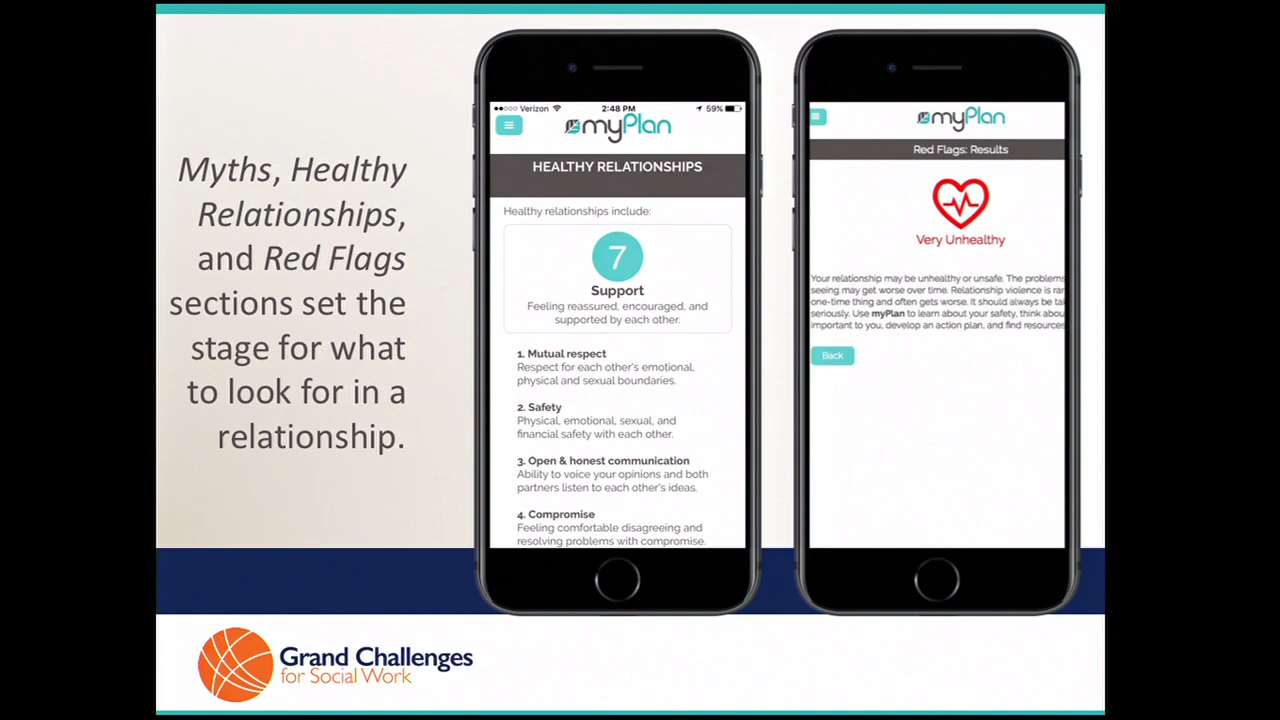 Myths, Healthy
Relationships,
and Red Flags
sections set the
stage for what
to look for in a
relationship.
Verizon
2:48 PM
59%
myPlan
HEALTHY RELATIONSHIPS
Healthy relationships include:
7
Support
Feeling reassured, encouraged, and
supported by each other.
1. Mutual respect
Respect for each other's emotional,
physical and sexual boundaries.
2. Safety
Physical, emotional, sexual, and
financial safety with each other.
3. Open & honest communication
Ability to voice your opinions and both
partners listen to each other's ideas.
4. Compromise
Feeling comfortable disagreeing and
resolving problems with compromise.
myPlan
Red Flags: Results
Very Unhealthy
Your relationship may be unhealthy or unsafe. The problems
seeing may get worse over time. Relationship violence is
one-time thing and often gets worse. It should always be
seriously. Use myPlan to learn about your safety, think
important to you, develop an action plan, and find resources
Back
Grand Challenges
for Social Work